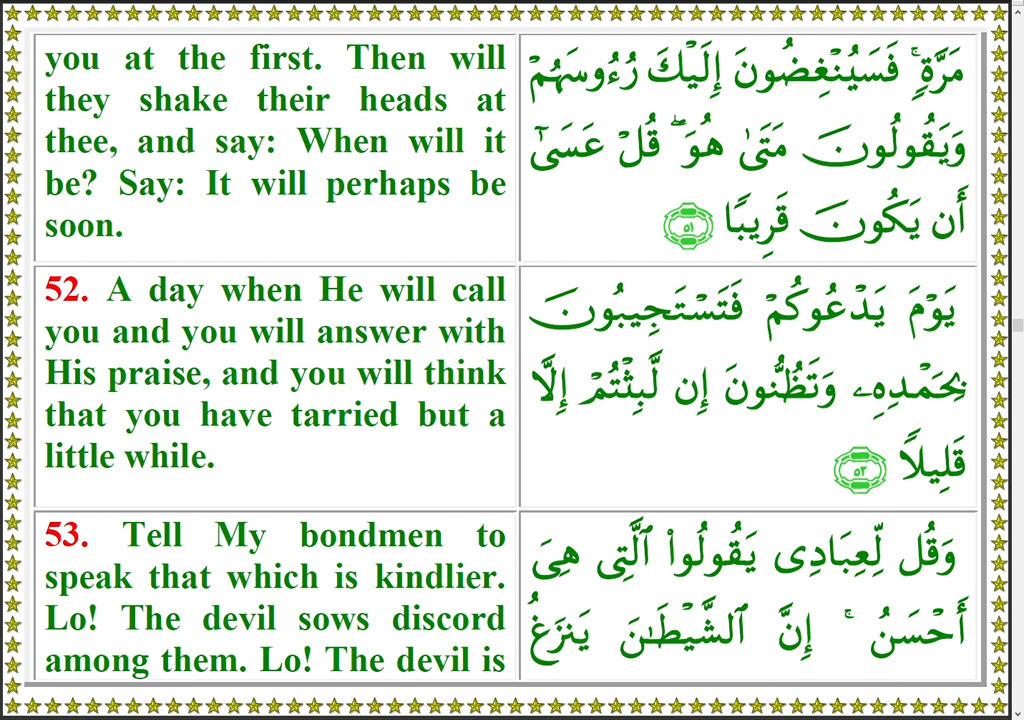 you at the first. Then will
they shake their heads at
thee, and say: When will it
be? Say: It will perhaps be
soon.
مَرَّةٍۢ ۚ فَسَيُنْغِضُونَ إِلَيْكَ رُءُوسَهُمْ
وَيَقُولُونَ مَتَىٰ هُوَ ۖ قُلْ عَسَىٰٓ
أَن يَكُونَ قَرِيبًا ٥١
52. A day when He will call
you and you will answer with
His praise, and you will think
that you have tarried but a
little while.
يَوْمَ يَدْعُوكُمْ فَتَسْتَجِيبُونَ
بِحَمْدِهِۦ وَتَظُنُّونَ إِن لَّبِثْتُمْ إِلَّا
قَلِيلاً ٥٢
53. Tell My bondmen to
speak that which is kindlier.
Lo! The devil sows discord
among them. Lo! The devil is
وَقُل لِّعِبَادِى يَقُولُوا۟ ٱلَّتِى هِىَ
أَحْسَنُ ۚ إِنَّ ٱلشَّيْطَـٰنَ يَنزَغُ